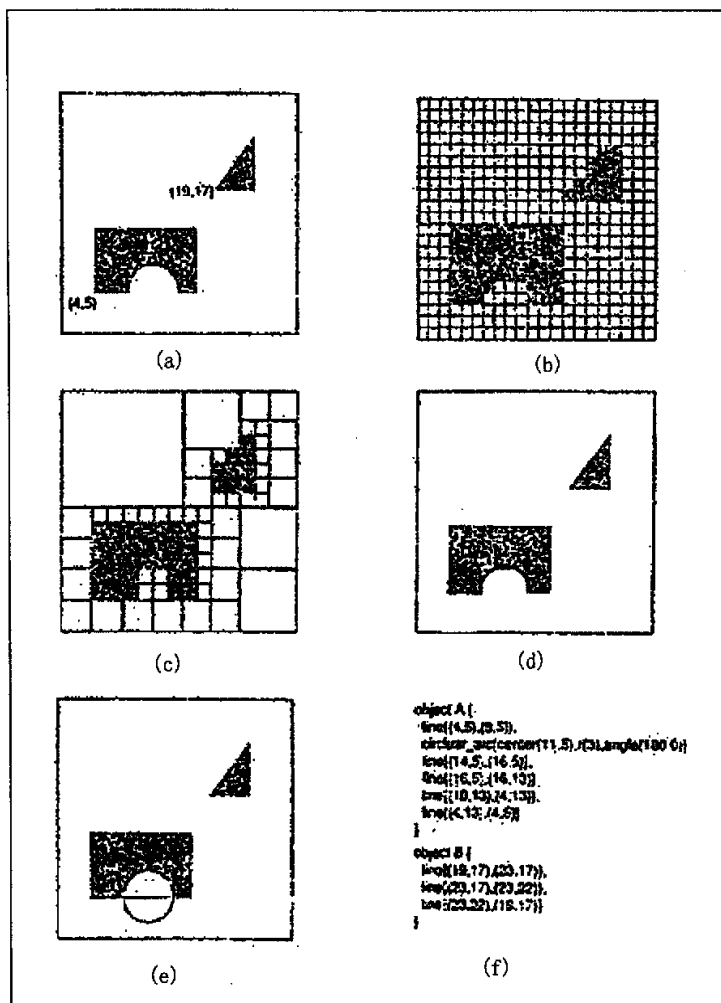 (19,17)
(4,5)
(a)
(b)
(c)
(d)
(e)
object A {
line{(4,5),(8,5)},
circular_arc{center(11,5),r(3),angle(180 0)}
line{(14,5),(16,5)},
line{(16,5),(16,13)}
line{(16,13),(4,13)},
line{(4,13),(4,5)}
}
object B {
line{(19,17),(23,17)},
line{(23,17),(23,22)},
line{(23,22),(19,17)}
}
(f)